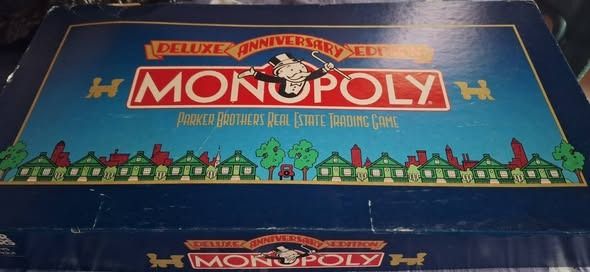 DELUXE ANNIVERSARY EDITION
MONOPOLY
PARKER BROTHERS REAL ESTATE TRADING GAME
DELUXE ANNIVERSARY EDITION
MONOPOLY